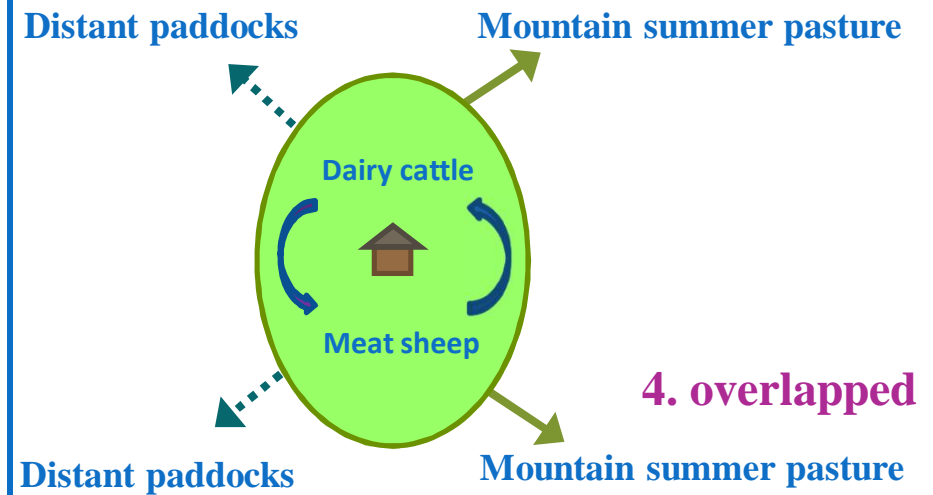 Distant paddocks
Mountain summer pasture
Dairy cattle
Meat sheep
4. overlapped
Distant paddocks
Mountain summer pasture